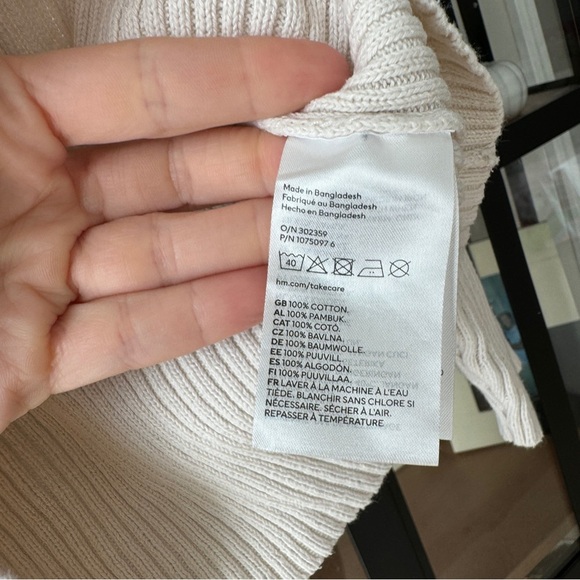 Made in Bangladesh
Fabriqué au Bangladesh
Hecho en Bangladesh
O/N 302359
P/N 1075097 6
40
hm.com/takecare
GB 100% COTTON.
AL 100% PAMBUK.
CAT 100% COTÓ.
CZ 100% BAVLNA.
DE 100% BAUMWOLLE.
EE 100% PUUVILL.
ES 100% ALGODÓN.
FI 100% PUUVILLAA.
FR LAVER À LA MACHINE À L'EAU
TIÈDE. BLANCHIR SANS CHLORE SI
NÉCESSAIRE. SÉCHER À L'AIR.
REPASSER À TEMPÉRATURE